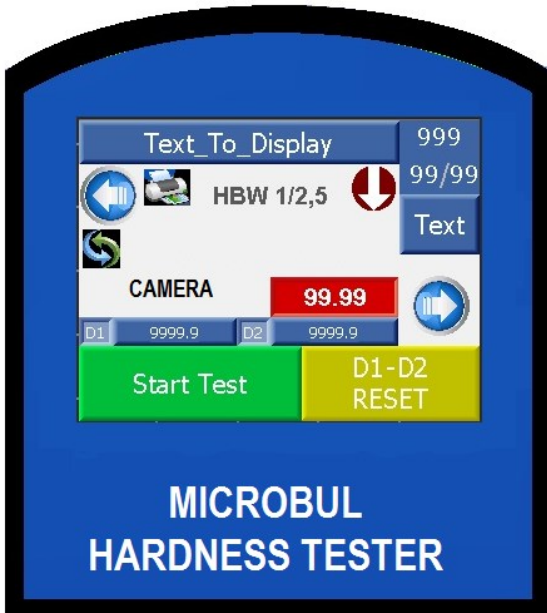 Text_To_Display
999
99/99
HBW 1/2,5
Text
CAMERA
99.99
D1 9999.9 D2 9999.9
Start Test
D1-D2
RESET
MICROBUL
HARDNESS TESTER